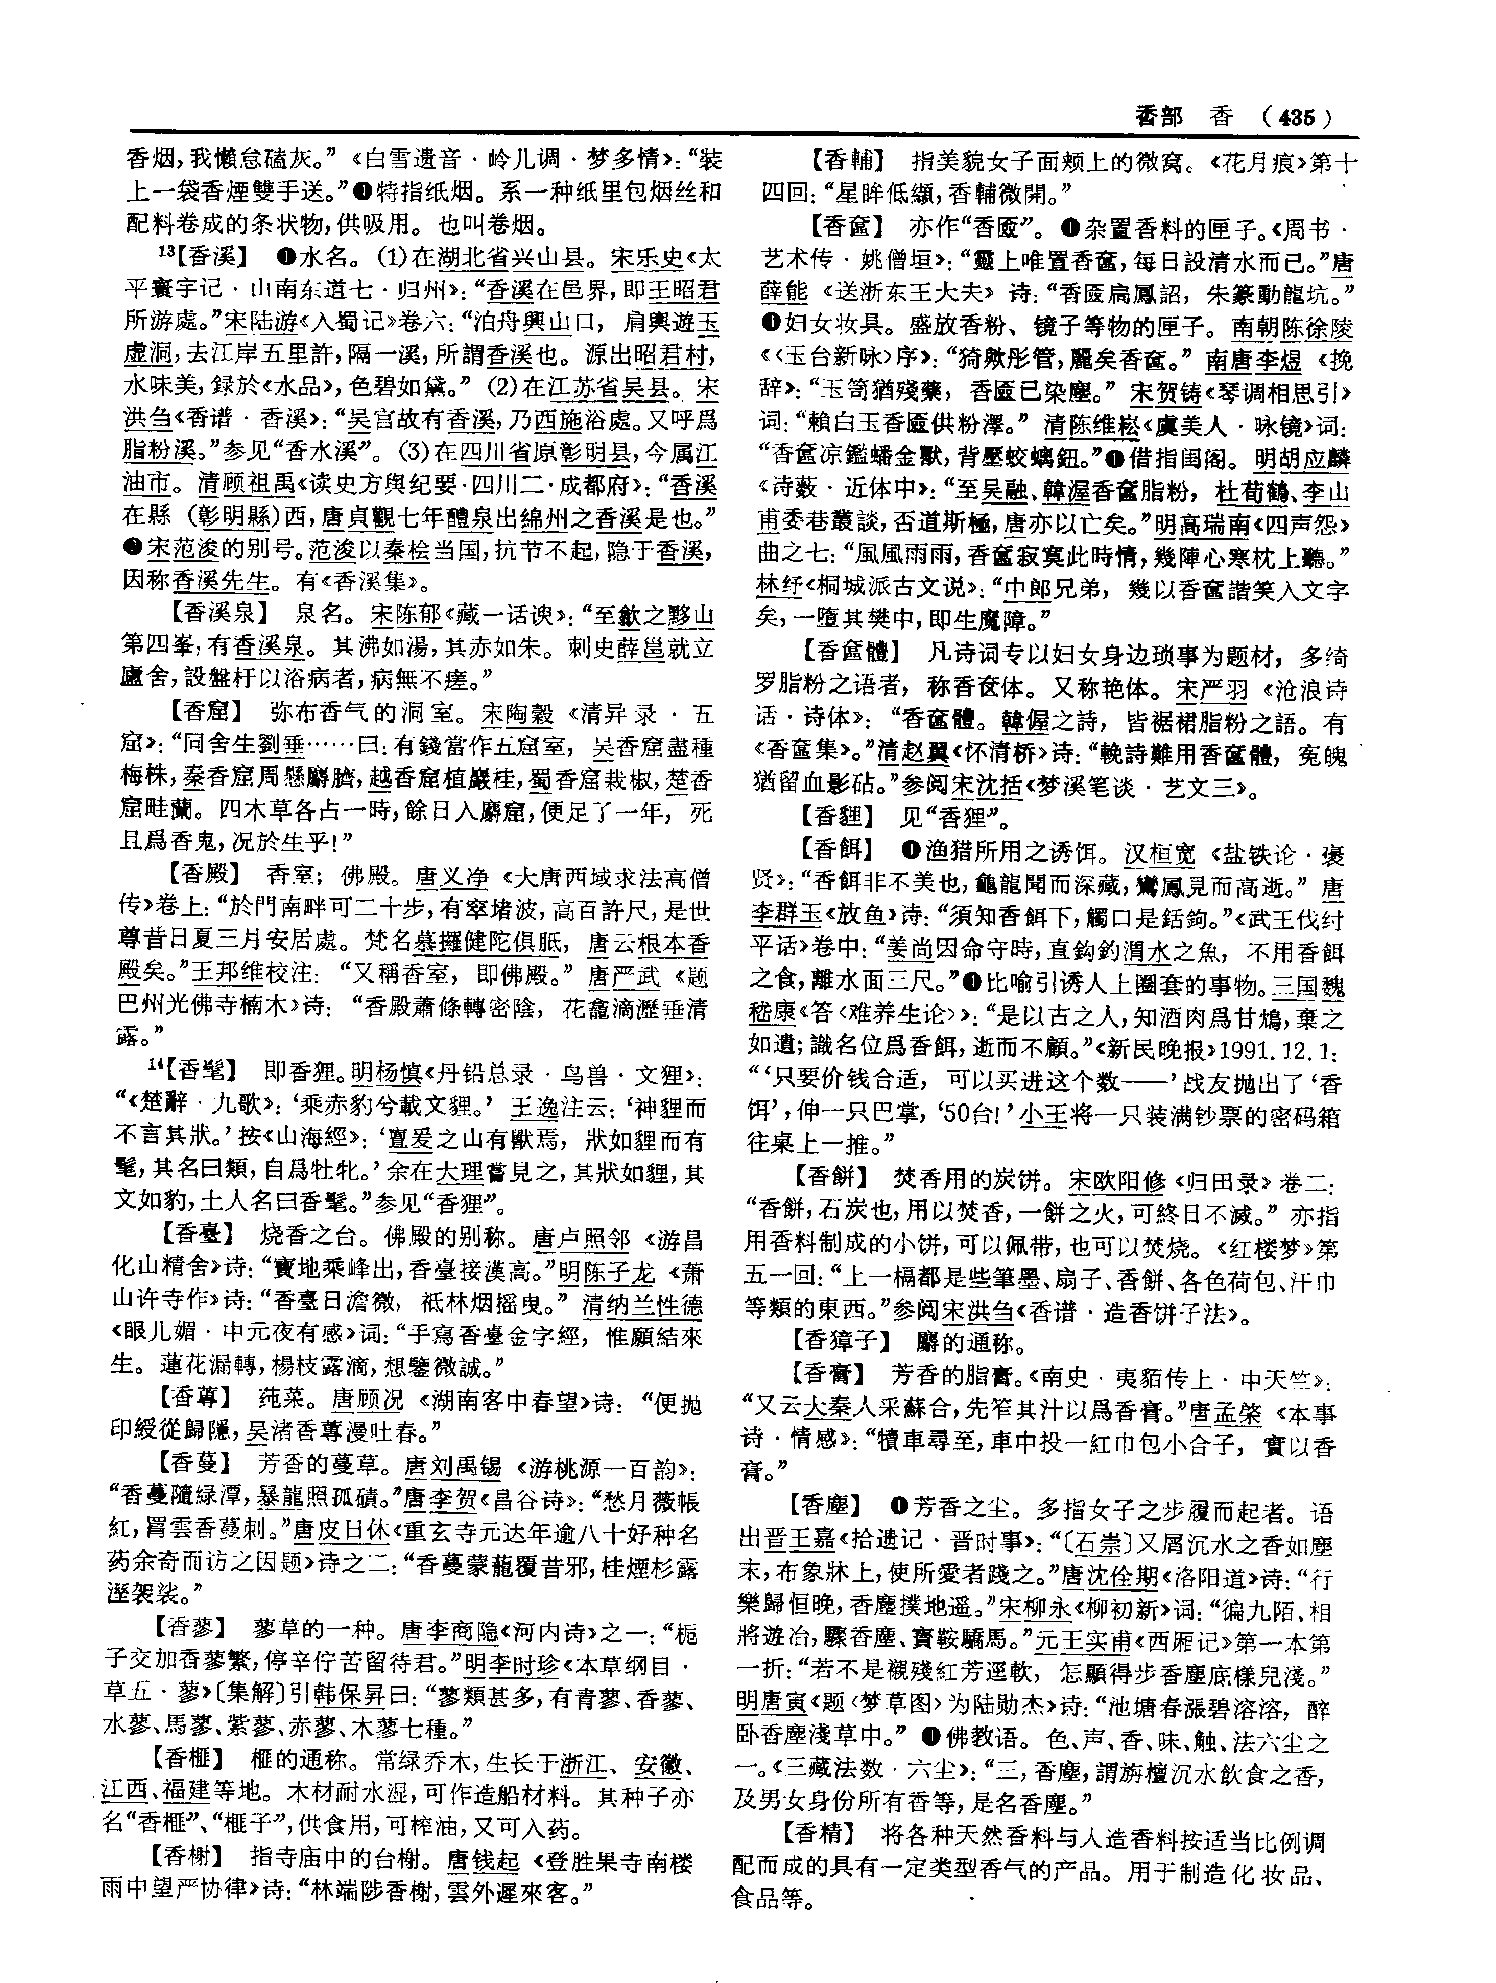 香部　香　（435）
香烟，我懒怠磕灰。”《白雪遗音·岭儿调·梦多情》：“装
上一袋香煙雙手送。”❶特指纸烟。系一种纸里包烟丝和
配料卷成的条状物，供吸用。也叫卷烟。
¹³【香溪】　❶水名。(1)在湖北省兴山县。宋乐史《太
平寰宇记·山南东道七·归州》：“香溪在邑界，即王昭君
所游處。”宋陆游《入蜀记》卷六：“泊舟興山口，肩輿遊玉
虚洞，去江岸五里許，隔一溪，所謂香溪也。源出昭君村，
水味美，録於《水品》，色碧如黛。”(2)在江苏省吴县。宋
洪刍《香谱·香溪》：“吴宫故有香溪，乃西施浴處。又呼爲
脂粉溪。”参见“香水溪”。(3)在四川省原彰明县，今属江
油市。清顾祖禹《读史方舆纪要·四川二·成都府》：“香溪
在縣（彰明縣）西，唐貞觀七年醴泉出綿州之香溪是也。”
❷宋范浚的别号。范浚以秦桧当国，抗节不起，隐于香溪，
因称香溪先生。有《香溪集》。
【香溪泉】　泉名。宋陈郁《藏一话谀》：“至歙之黟山
第四峯，有香溪泉。其沸如湯，其赤如朱。刺史薛邕就立
廬舍，設盤杅以浴病者，病無不瘥。”
【香窟】　弥布香气的洞室。宋陶穀《清异录·五
窟》：“同舍生劉垂……曰：有錢當作五窟室，吴香窟盡種
梅株，秦香窟周懸麝臍，越香窟植巖桂，蜀香窟栽椒，楚香
窟畦蘭。四木草各占一時，餘日入麝窟，便足了一年，死
且爲香鬼，况於生乎！”
【香殿】　香室；佛殿。唐义净《大唐西域求法高僧
传》卷上：“於門南畔可二十步，有窣堵波，高百許尺，是世
尊昔日夏三月安居處。梵名慕攞健陀俱胝，唐云根本香
殿矣。”王邦维校注：“又稱香室，即佛殿。”唐严武《题
巴州光佛寺楠木》诗：“香殿蕭條轉密陰，花龕滴瀝垂清
露。”
¹⁴【香髦】　即香狸。明杨慎《丹铅总录·鸟兽·文狸》：
“《楚辭·九歌》：‘乘赤豹兮載文貍。’王逸注云：‘神貍而
不言其狀。’按《山海經》：‘亶爰之山有獸焉，狀如貍而有
髦，其名曰類，自爲牡牝。’余在大理嘗見之，其狀如貍，其
文如豹，土人名曰香髦。”参见“香狸”。
【香臺】　烧香之台。佛殿的别称。唐卢照邻《游昌
化山精舍》诗：“寶地乘峰出，香臺接漢高。”明陈子龙《萧
山许寺作》诗：“香臺日澹微，祇林烟摇曳。”清纳兰性德
《眼儿媚·中元夜有感》词：“手寫香臺金字經，惟願結來
生。蓮花漏轉，楊枝露滴，想鑒微誠。”
【香蓴】　莼菜。唐顾况《湖南客中春望》诗：“便抛
印綬從歸隱，吴渚香蓴漫吐春。”
【香蔓】　芳香的蔓草。唐刘禹锡《游桃源一百韵》：
“香蔓隨緑潭，暴龍照孤磧。”唐李贺《昌谷诗》：“愁月薇帳
紅，罥雲香蔓刺。”唐皮日休《重玄寺元达年逾八十好种名
药余奇而访之因题》诗之二：“香蔓蒙蘢覆昔邪，桂煙杉露
溼袈裟。”
【香蓼】　蓼草的一种。唐李商隐《河内诗》之一：“梔
子交加香蓼繁，停辛佇苦留待君。”明李时珍《本草纲目·
草五·蓼》〔集解〕引韩保昇曰：“蓼類甚多，有青蓼、香蓼、
水蓼、馬蓼、紫蓼、赤蓼、木蓼七種。”
【香榧】　榧的通称。常绿乔木，生长于浙江、安徽、
江西、福建等地。木材耐水湿，可作造船材料。其种子亦
名“香榧”、“榧子”，供食用，可榨油，又可入药。
【香榭】　指寺庙中的台榭。唐钱起《登胜果寺南楼
雨中望严协律》诗：“林端陟香榭，雲外遲來客。”
【香輔】　指美貌女子面颊上的微窝。《花月痕》第十
四回：“星眸低纈，香輔微開。”
【香奩】　亦作“香匳”。❶杂置香料的匣子。《周书·
艺术传·姚僧垣》：“靈上唯置香奩，每日設清水而已。”唐
薛能《送浙东王大夫》诗：“香匳扃鳳詔，朱篆動龍坑。”
❶妇女妆具。盛放香粉、镜子等物的匣子。南朝陈徐陵
《〈玉台新咏〉序》：“猗歟彤管，麗矣香奩。”南唐李煜《挽
辞》：“玉笥猶殘藥，香匳已染塵。”宋贺铸《琴调相思引》
词：“賴白玉香匳供粉澤。”清陈维崧《虞美人·咏镜》词：
“香奩凉鑑蟠金獸，背壓蛟螭鈕。”❶借指闺阁。明胡应麟
《诗薮·近体中》：“至吴融、韓渥香奩脂粉，杜荀鶴、李山
甫委巷叢談，否道斯極，唐亦以亡矣。”明高瑞南《四声怨》
曲之七：“風風雨雨，香奩寂寞此時情，幾陣心寒枕上聽。”
林纾《桐城派古文说》：“中郎兄弟，幾以香奩諧笑入文字
矣，一墮其樊中，即生魔障。”
【香奩體】　凡诗词专以妇女身边琐事为题材，多绮
罗脂粉之语者，称香奁体。又称艳体。宋严羽《沧浪诗
话·诗体》：“香奩體。韓偓之詩，皆裾裙脂粉之語。有
《香奩集》。”清赵翼《怀清桥》诗：“輓詩難用香奩體，寃魄
猶留血影砧。”参阅宋沈括《梦溪笔谈·艺文三》。
【香貍】　见“香狸”。
【香餌】　❶渔猎所用之诱饵。汉桓宽《盐铁论·褒
贤》：“香餌非不美也，龜龍聞而深藏，鸞鳳見而高逝。”唐
李群玉《放鱼》诗：“須知香餌下，觸口是銛鉤。”《武王伐纣
平话》卷中：“姜尚因命守時，直鈎釣渭水之魚，不用香餌
之食，離水面三尺。”❶比喻引诱人上圈套的事物。三国魏
嵇康《答〈难养生论〉》：“是以古之人，知酒肉爲甘鴆，棄之
如遺；識名位爲香餌，逝而不顧。”《新民晚报》1991.12.1：
“‘只要价钱合适，可以买进这个数——’战友抛出了‘香
饵’，伸一只巴掌，‘50台！’小王将一只装满钞票的密码箱
往桌上一推。”
【香餅】　焚香用的炭饼。宋欧阳修《归田录》卷二：
“香餅，石炭也，用以焚香，一餅之火，可終日不滅。”亦指
用香料制成的小饼，可以佩带，也可以焚烧。《红楼梦》第
五一回：“上一槅都是些筆墨、扇子、香餅、各色荷包、汗巾
等類的東西。”参阅宋洪刍《香谱·造香饼子法》。
【香獐子】　麝的通称。
【香膏】　芳香的脂膏。《南史·夷貊传上·中天竺》：
“又云大秦人采蘇合，先笮其汁以爲香膏。”唐孟棨《本事
诗·情感》：“犢車尋至，車中投一紅巾包小合子，實以香
膏。”
【香塵】　❶芳香之尘。多指女子之步履而起者。语
出晋王嘉《拾遗记·晋时事》：“〔石崇〕又屑沉水之香如塵
末，布象牀上，使所愛者踐之。”唐沈佺期《洛阳道》诗：“行
樂歸恒晚，香塵撲地遥。”宋柳永《柳初新》词：“徧九陌、相
將遊冶，驟香塵、寶鞍驕馬。”元王实甫《西厢记》第一本第
一折：“若不是襯殘紅芳逕軟，怎顯得步香塵底樣兒淺。”
明唐寅《题〈梦草图〉为陆勋杰》诗：“池塘春漲碧溶溶，醉
卧香塵淺草中。”❶佛教语。色、声、香、味、触、法六尘之
一。《三藏法数·六尘》：“三，香塵，謂旃檀沉水飲食之香，
及男女身份所有香等，是名香塵。”
【香精】　将各种天然香料与人造香料按适当比例调
配而成的具有一定类型香气的产品。用于制造化妆品、
食品等。